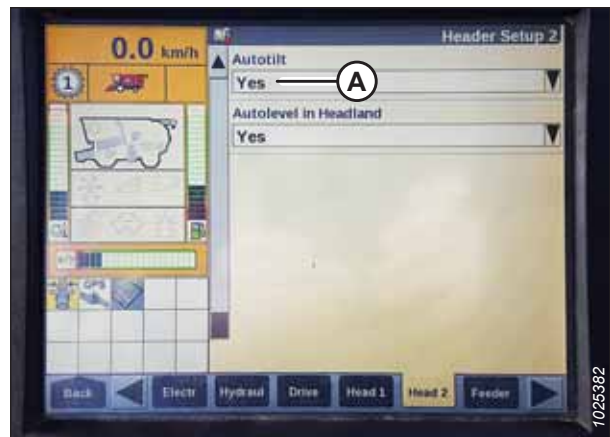 0.0 km/h
Header Setup 2
1
Autotilt
Yes
A
Autolevel in Headland
Yes
Back
Electr
Hydraul
Drive
Head 1
Head 2
Feeder
1025382